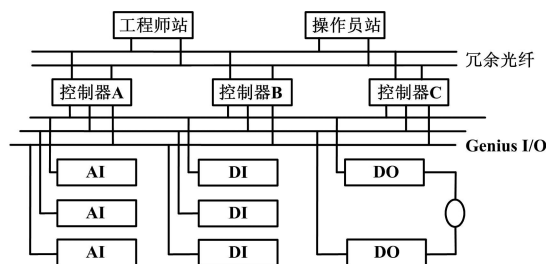 工程师站 操作员站
冗余光纤
控制器A 控制器B 控制器C
Genius I/O
AI DI DO
AI DI
AI DI DO